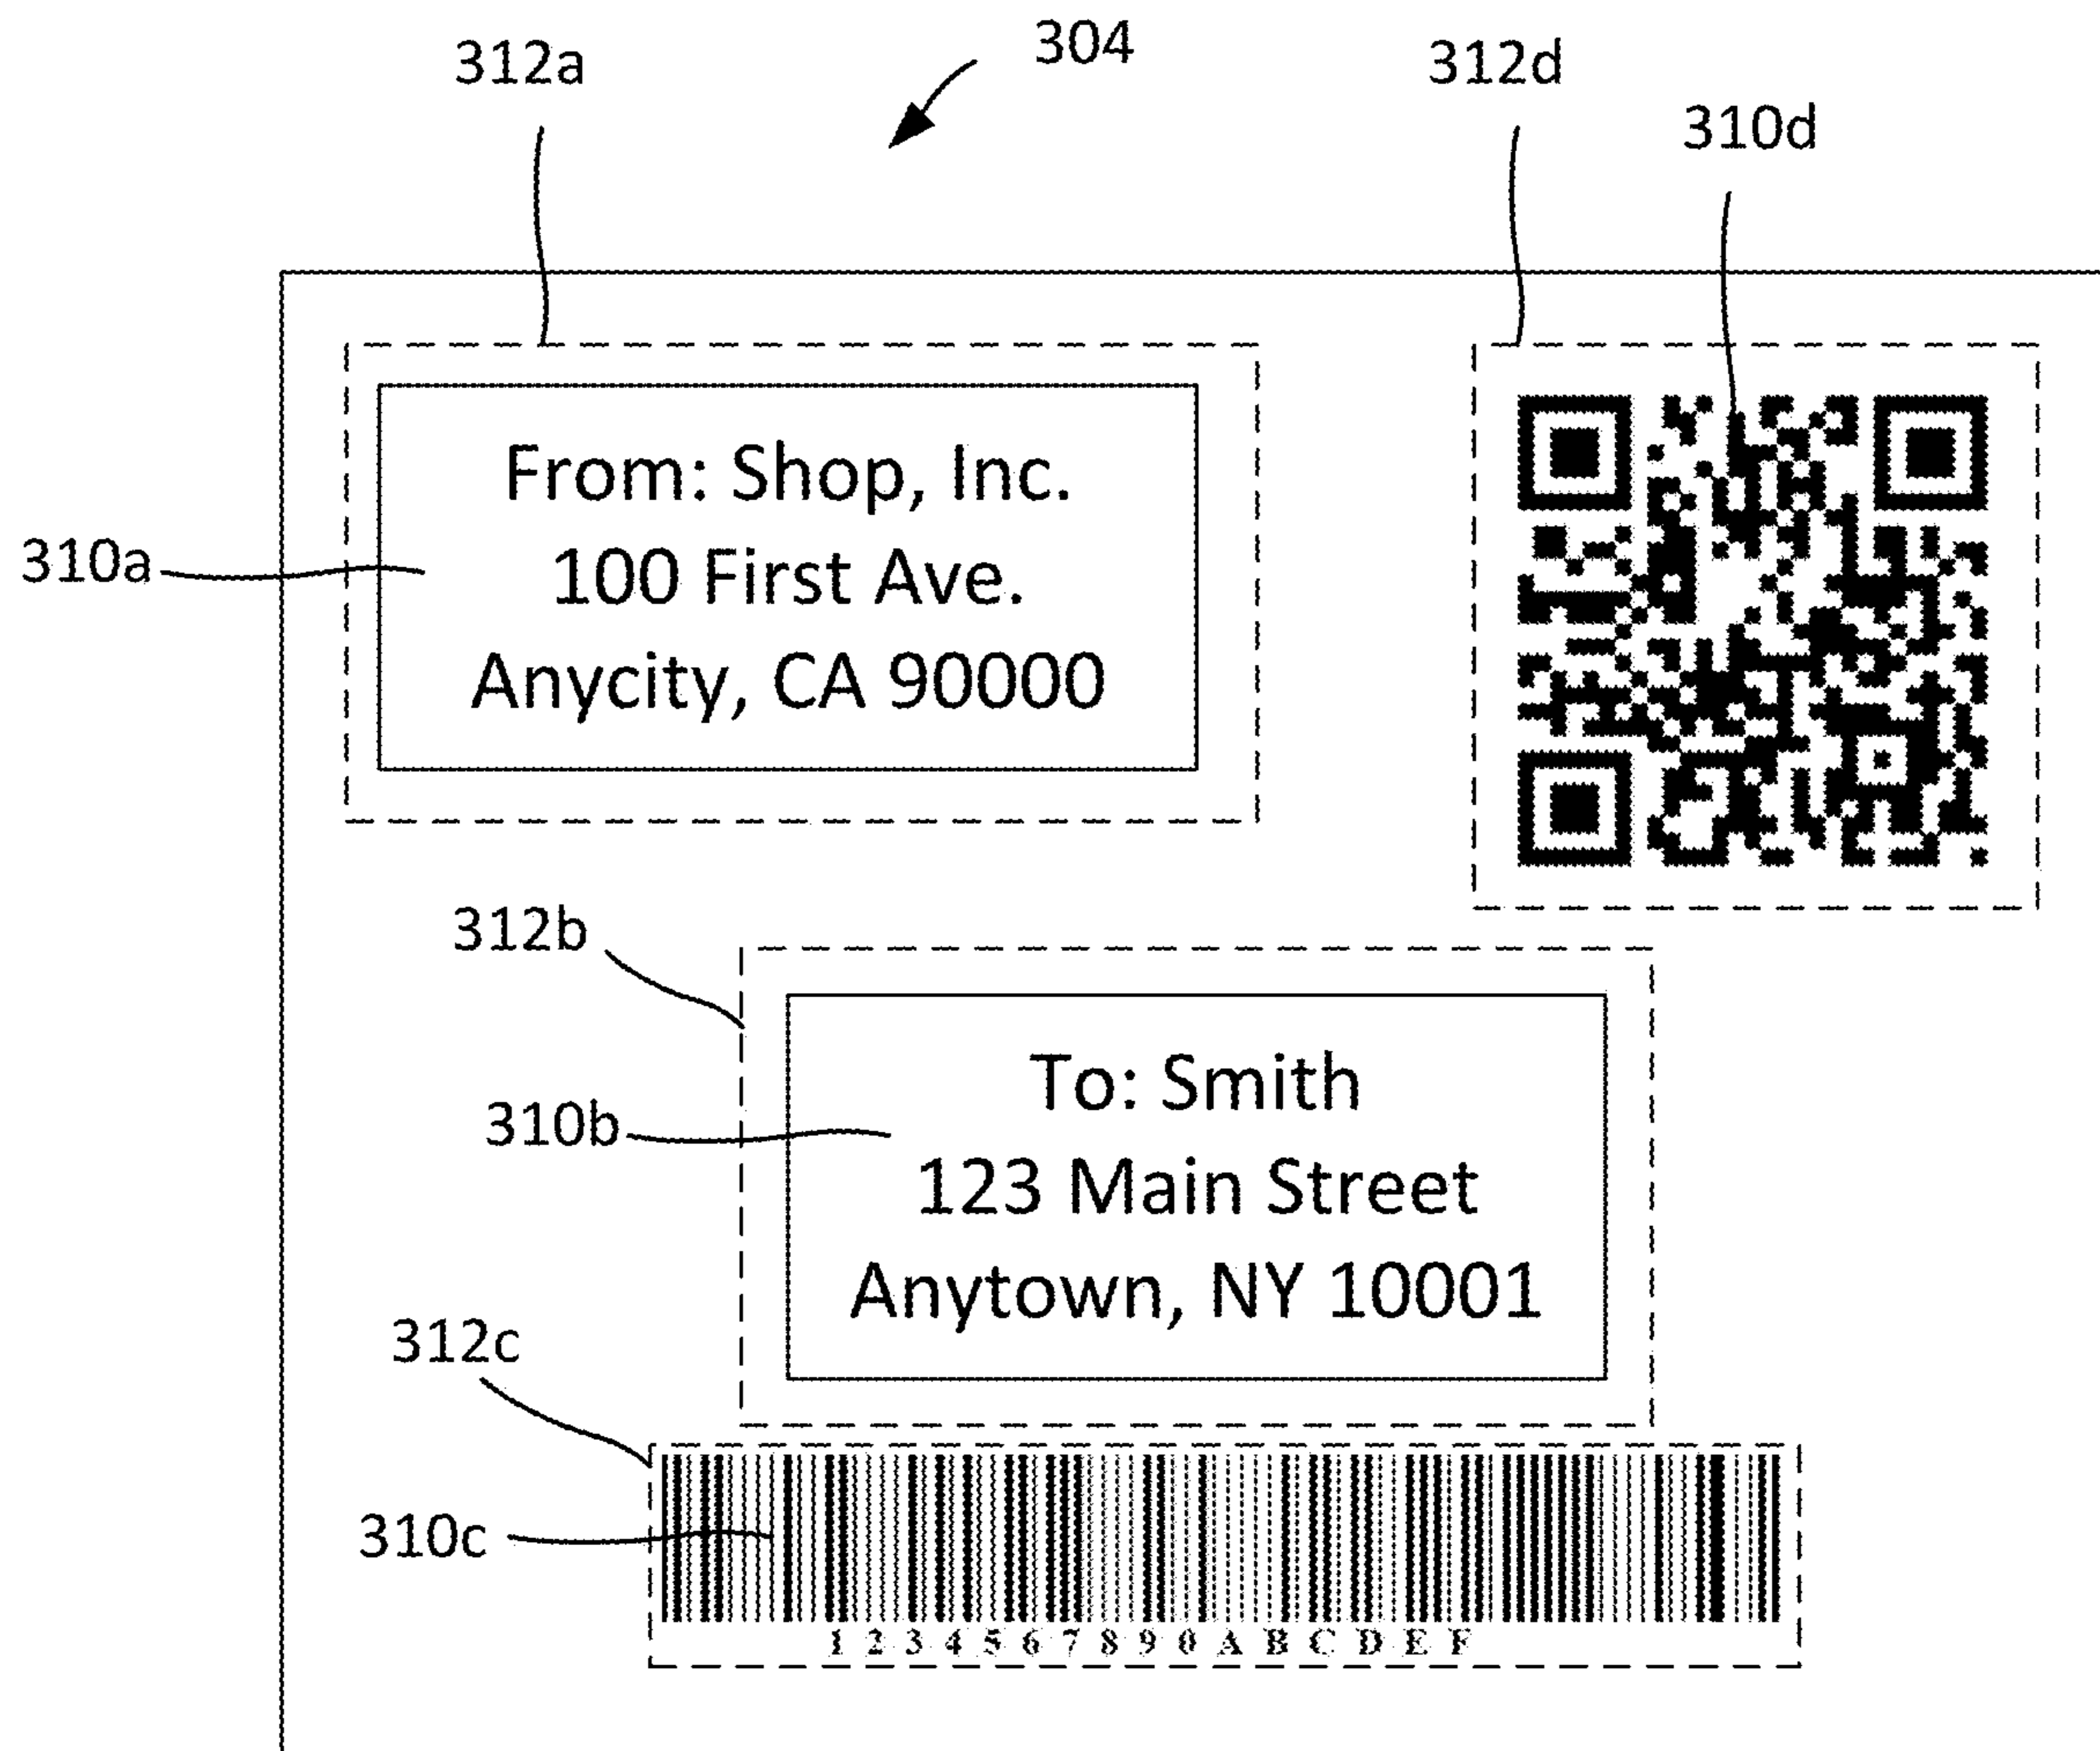 304
312a
312d
310d
From: Shop, Inc.
310a
100 First Ave.
Anycity, CA 90000
312b
To: Smith
310b
123 Main Street
Anytown, NY 10001
312c
310c
1 2 3 4 5 6 7 8 9 0 A B C D E F